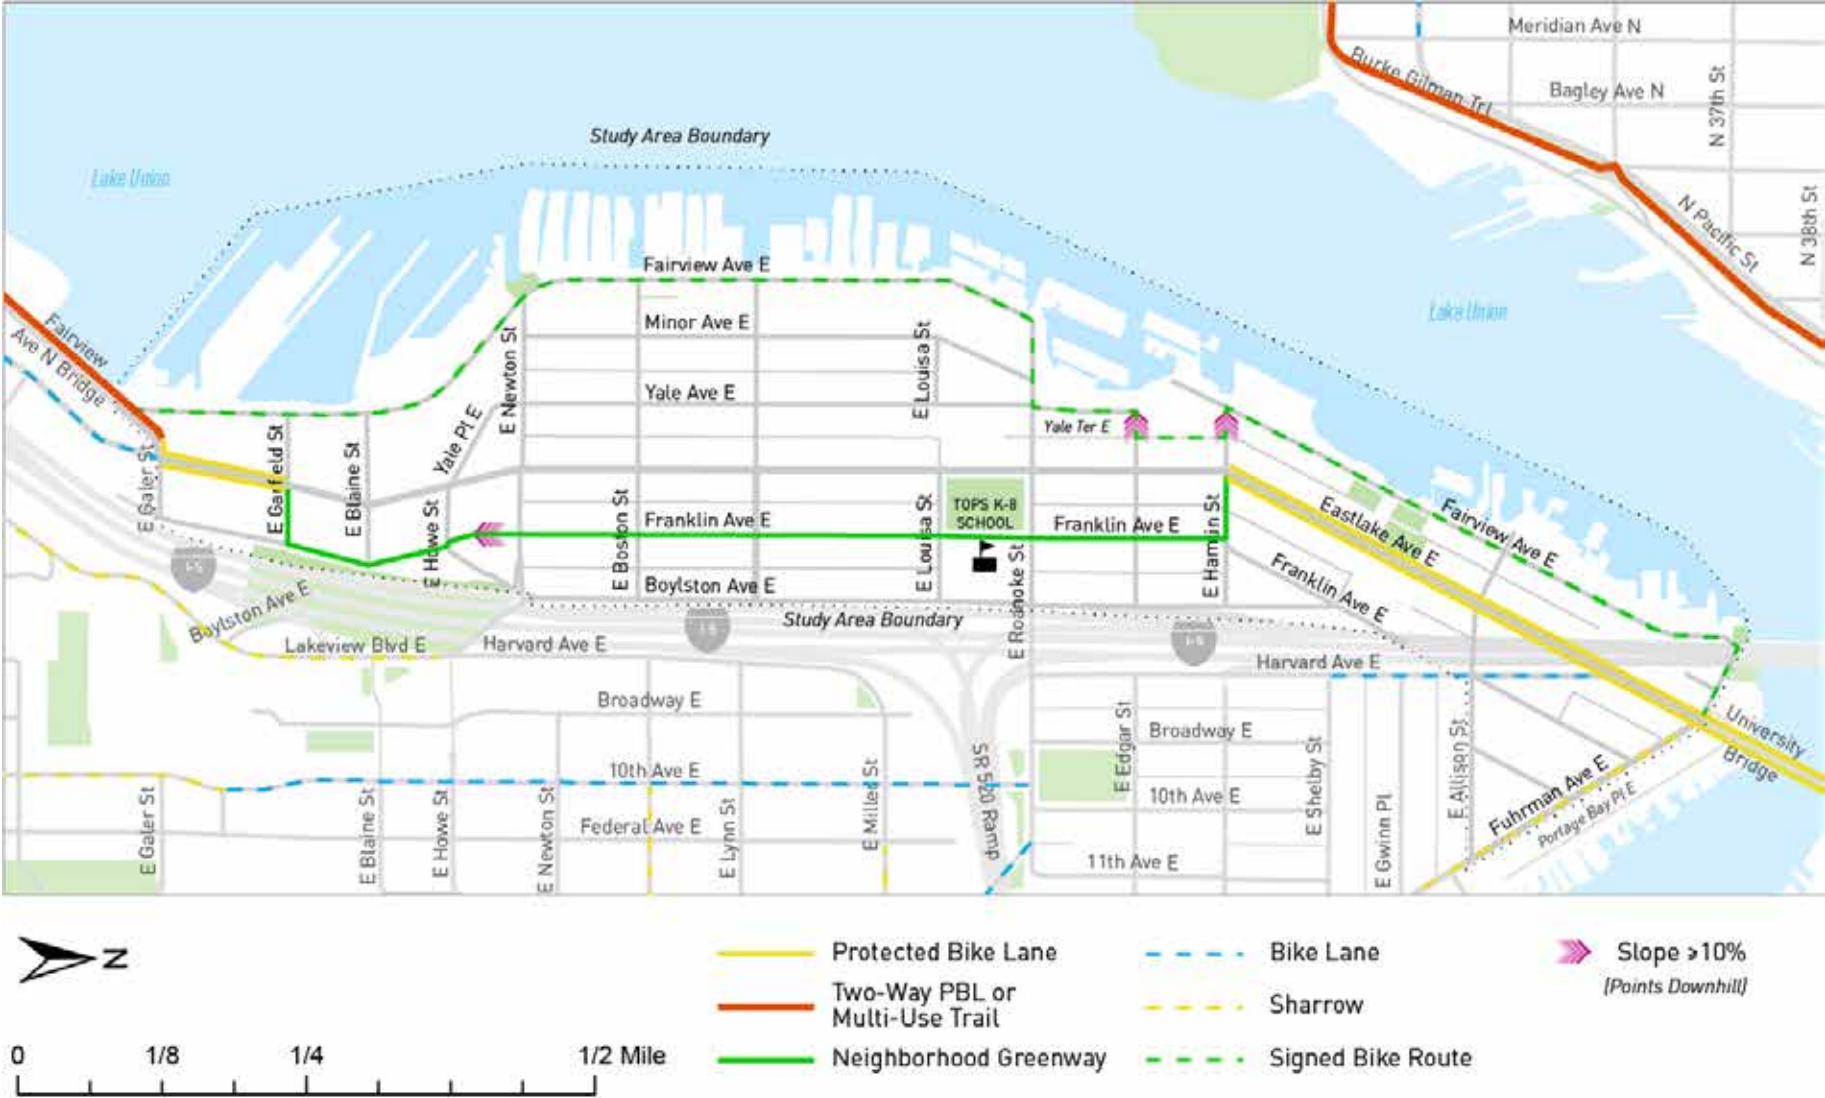 Meridian Ave N
Burke Gilman Trl
Bagley Ave N
N 37th St
Study Area Boundary
Lake Union
N Pacific St
N 38th St
Fairview Ave E
Lake Union
Fairview
Ave N Bridge
Minor Ave E
E Newton St
E Louisa St
Yale Ave E
Yale Pl E
Yale Ter E
E Galer St
E Garfield St
E Blaine St
E Howe St
E Boston St
E Louisa St
TOPS K-8
SCHOOL
Franklin Ave E
Franklin Ave E
E Hamlin St
Eastlake Ave E
Fairview Ave E
I-5
Boylston Ave E
E Roanoke St
Franklin Ave E
Boylston Ave E
I-5
Study Area Boundary
I-5
Lakeview Blvd E
Harvard Ave E
Harvard Ave E
Broadway E
E Edgar St
Broadway E
E Shelby St
E Allison St
University
Bridge
10th Ave E
SR 520 Ramp
10th Ave E
Fuhrman Ave E
Portage Bay Pl E
E Galer St
E Blaine St
E Howe St
E Newton St
Federal Ave E
E Lynn St
E Miller St
11th Ave E
E Gwinn Pl
N
Protected Bike Lane
Two-Way PBL or
Multi-Use Trail
Neighborhood Greenway
Bike Lane
Sharrow
Signed Bike Route
Slope ≥10%
(Points Downhill)
0 1/8 1/4 1/2 Mile